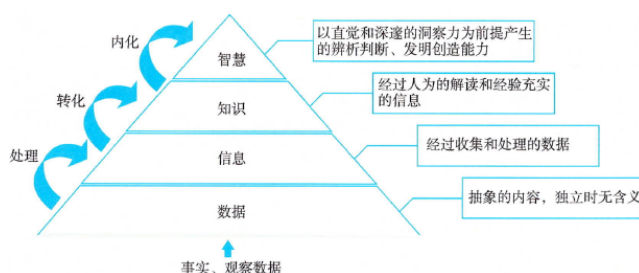 内化
智慧
以直觉和深邃的洞察力为前提产生
的辨析判断、发明创造能力
转化
知识
经过人为的解读和经验充实
的信息
处理
信息
经过收集和处理的数据
数据
抽象的内容，独立时无含义
事实、观察数据